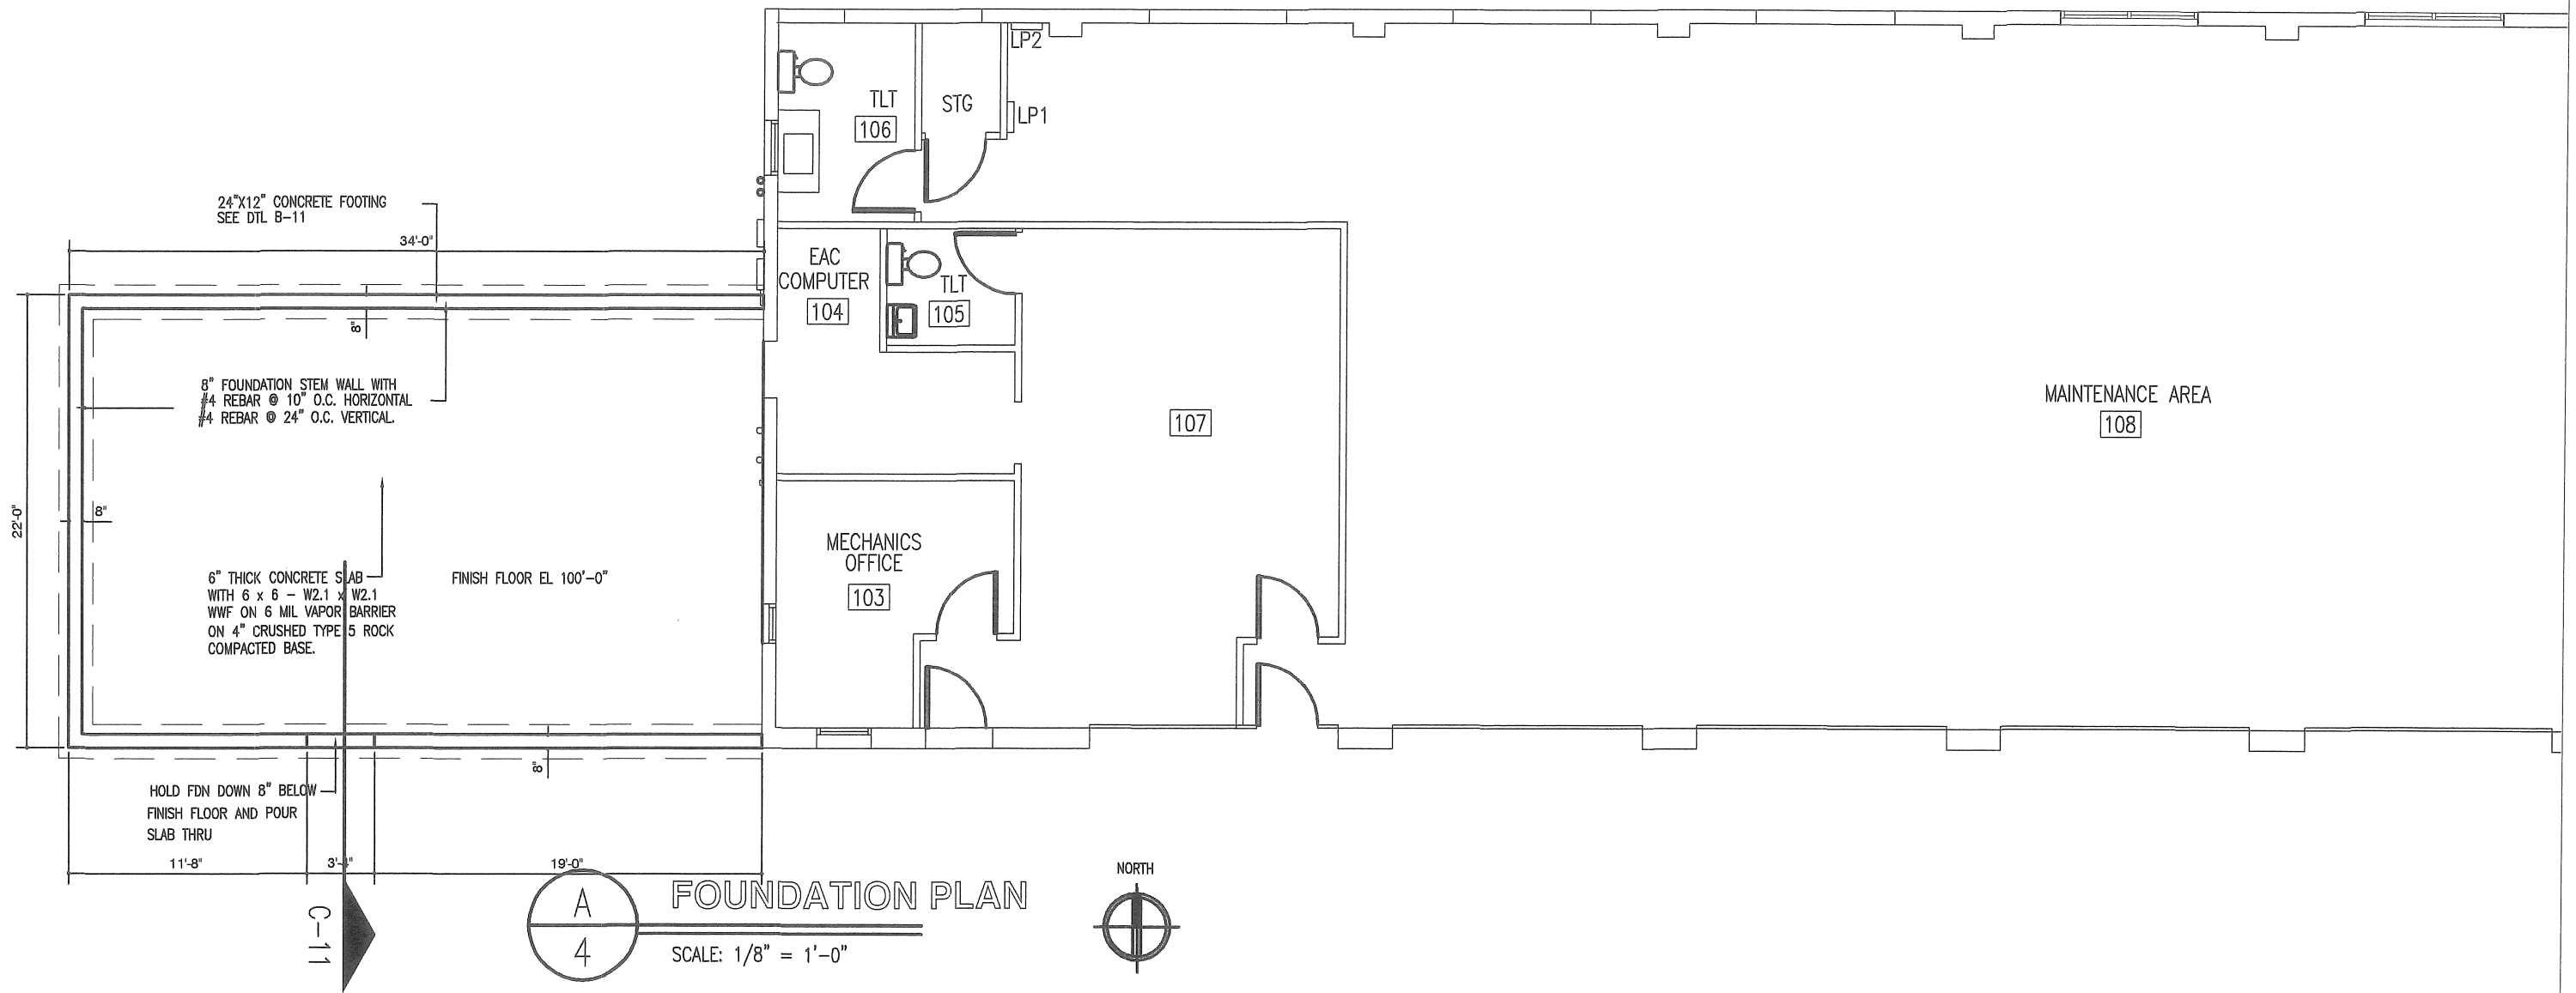 LP2
TLT
106
STG
LP1
24"X12" CONCRETE FOOTING
SEE DTL B-11
34'-0"
EAC
COMPUTER
104
TLT
105
8"
8" FOUNDATION STEM WALL WITH
#4 REBAR @ 10" O.C. HORIZONTAL
#4 REBAR @ 24" O.C. VERTICAL.
107
MAINTENANCE AREA
108
22'-0"
8"
MECHANICS
OFFICE
103
6" THICK CONCRETE SLAB
WITH 6 x 6 - W2.1 x W2.1
WWF ON 6 MIL VAPOR BARRIER
ON 4" CRUSHED TYPE 5 ROCK
COMPACTED BASE.
FINISH FLOOR EL 100'-0"
8"
HOLD FDN DOWN 8" BELOW
FINISH FLOOR AND POUR
SLAB THRU
11'-8"
3'-4"
19'-0"
C-11
A
4
FOUNDATION PLAN
SCALE: 1/8" = 1'-0"
NORTH